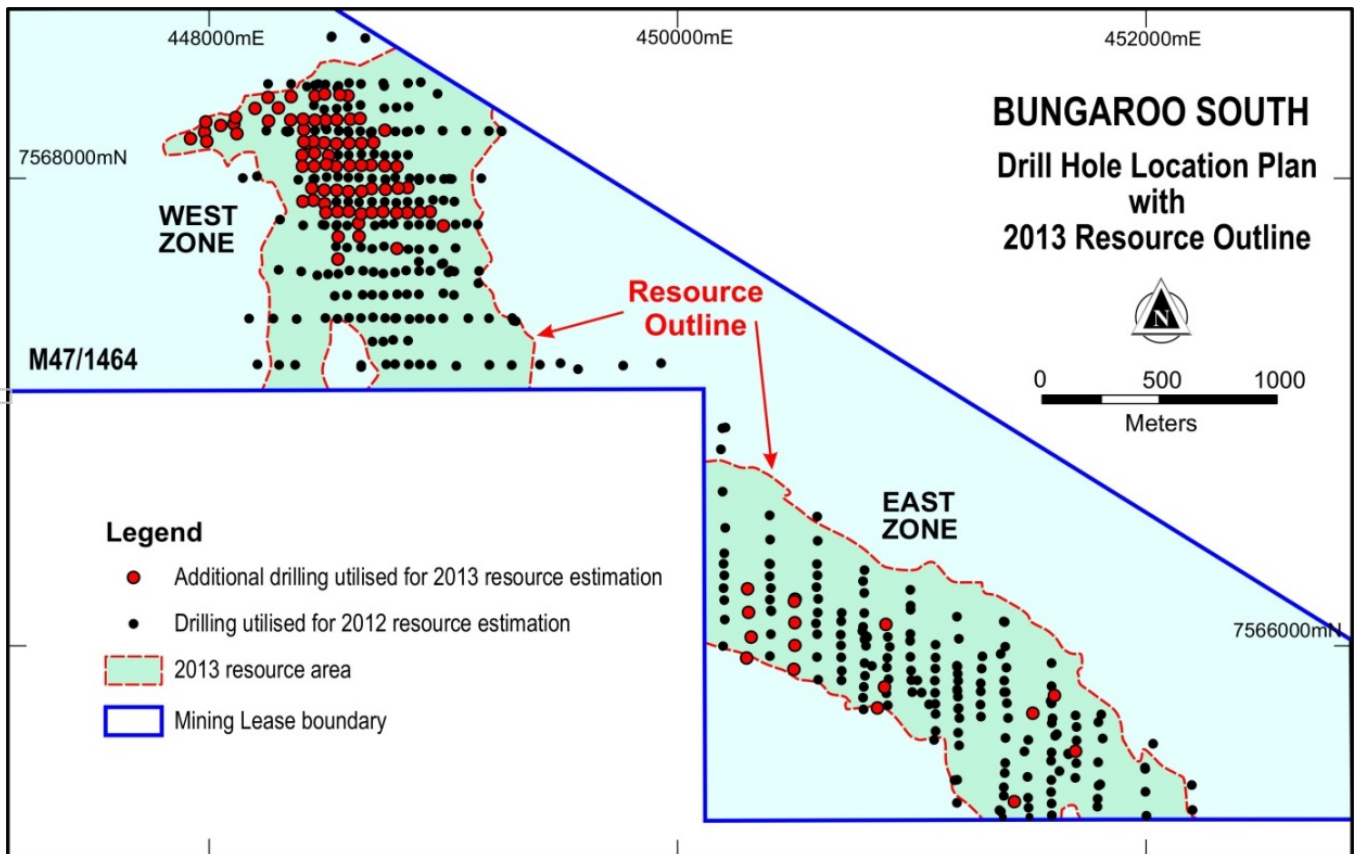 448000mE
450000mE
452000mE
BUNGAROO SOUTH
Drill Hole Location Plan
with
2013 Resource Outline
7568000mN
WEST
ZONE
N
Resource
Outline
M47/1464
0 500 1000
Meters
EAST
ZONE
Legend
Additional drilling utilised for 2013 resource estimation
Drilling utilised for 2012 resource estimation
2013 resource area
Mining Lease boundary
7566000mN